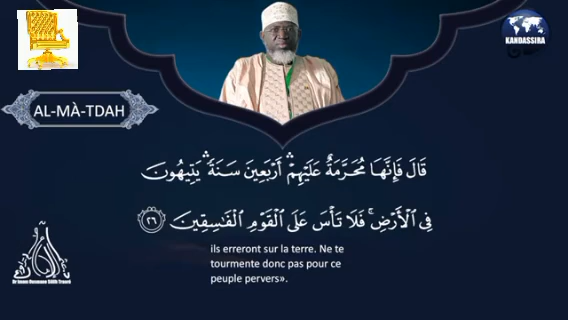 KANDASSIRA
AL-MÀ-TDAH
قَالَ فَإِنَّهَا مُحَرَّمَةٌ عَلَيْهِمْ ۛ أَرْبَعِينَ سَنَةً ۛ يَتِيهُونَ
فِي الْأَرْضِ ۚ فَلَا تَأْسَ عَلَى الْقَوْمِ الْفَاسِقِينَ ٢٦
ils erreront sur la terre. Ne te
tourmente donc pas pour ce
peuple pervers».